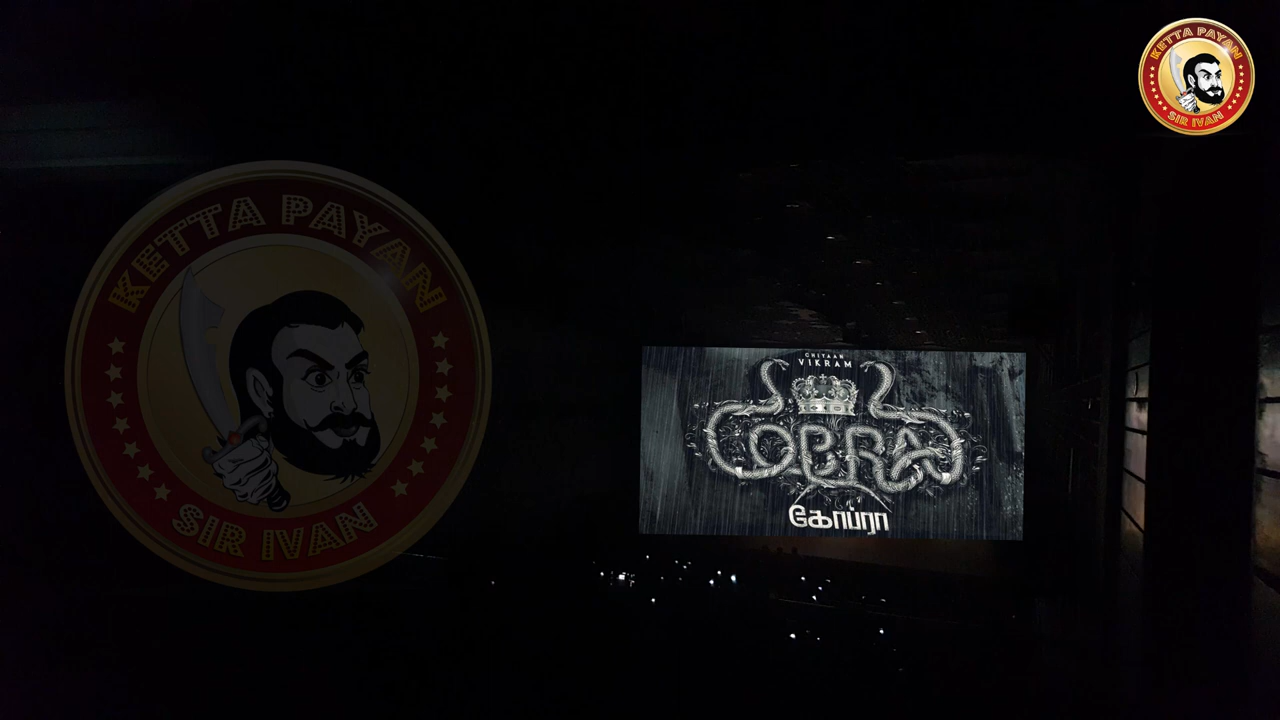 KETTA PAYAN
SIR IVAN
KETTA PAYAN
SIR IVAN
CHIYAAN
VIKRAM
COBRA
கோப்ரா